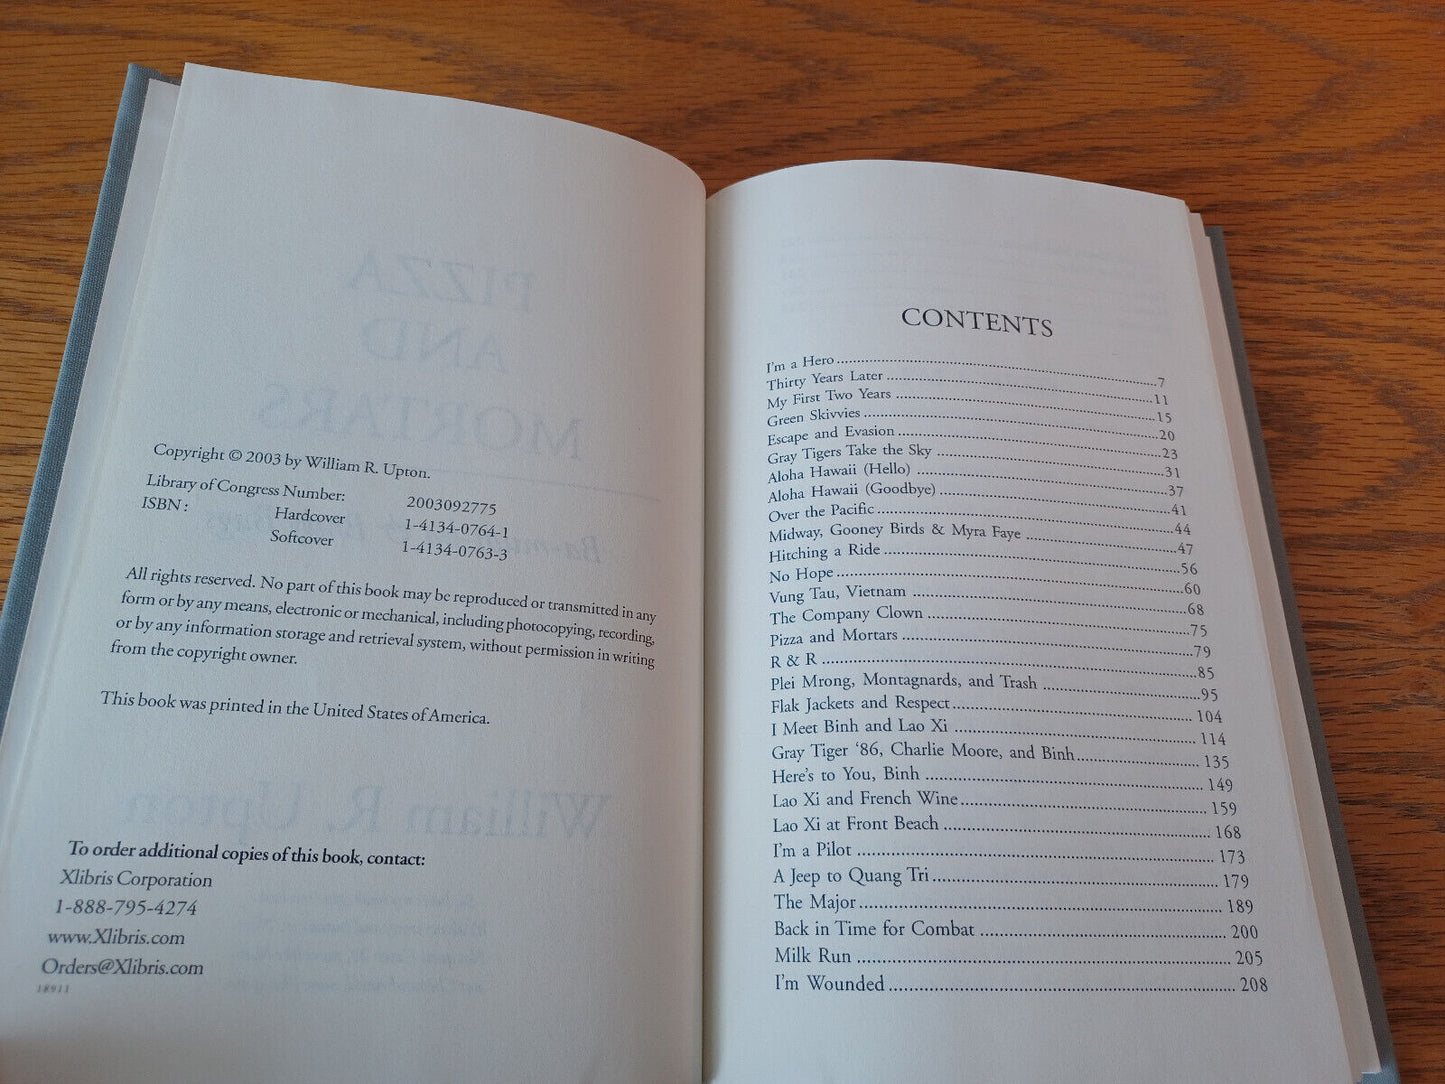 Copyright © 2003 by William R. Upton.
Library of Congress Number: 2003092775
ISBN : Hardcover 1-4134-0764-1
Softcover 1-4134-0763-3
All rights reserved. No part of this book may be reproduced or transmitted in any
form or by any means, electronic or mechanical, including photocopying, recording,
or by any information storage and retrieval system, without permission in writing
from the copyright owner.
This book was printed in the United States of America.
To order additional copies of this book, contact:
Xlibris Corporation
1-888-795-4274
www.Xlibris.com
Orders@Xlibris.com
18911
CONTENTS
I'm a Hero 7
Thirty Years Later 11
My First Two Years 15
Green Skivvies 20
Escape and Evasion 23
Gray Tigers Take the Sky 31
Aloha Hawaii (Hello) 37
Aloha Hawaii (Goodbye) 41
Over the Pacific 44
Midway, Gooney Birds & Myra Faye 47
Hitching a Ride 56
No Hope 60
Vung Tau, Vietnam 68
The Company Clown 75
Pizza and Mortars 79
R & R 85
Plei Mrong, Montagnards, and Trash 95
Flak Jackets and Respect 104
I Meet Binh and Lao Xi 114
Gray Tiger ‘86, Charlie Moore, and Binh 135
Here's to You, Binh 149
Lao Xi and French Wine 159
Lao Xi at Front Beach 168
I'm a Pilot 173
A Jeep to Quang Tri 179
The Major 189
Back in Time for Combat 200
Milk Run 205
I'm Wounded 208